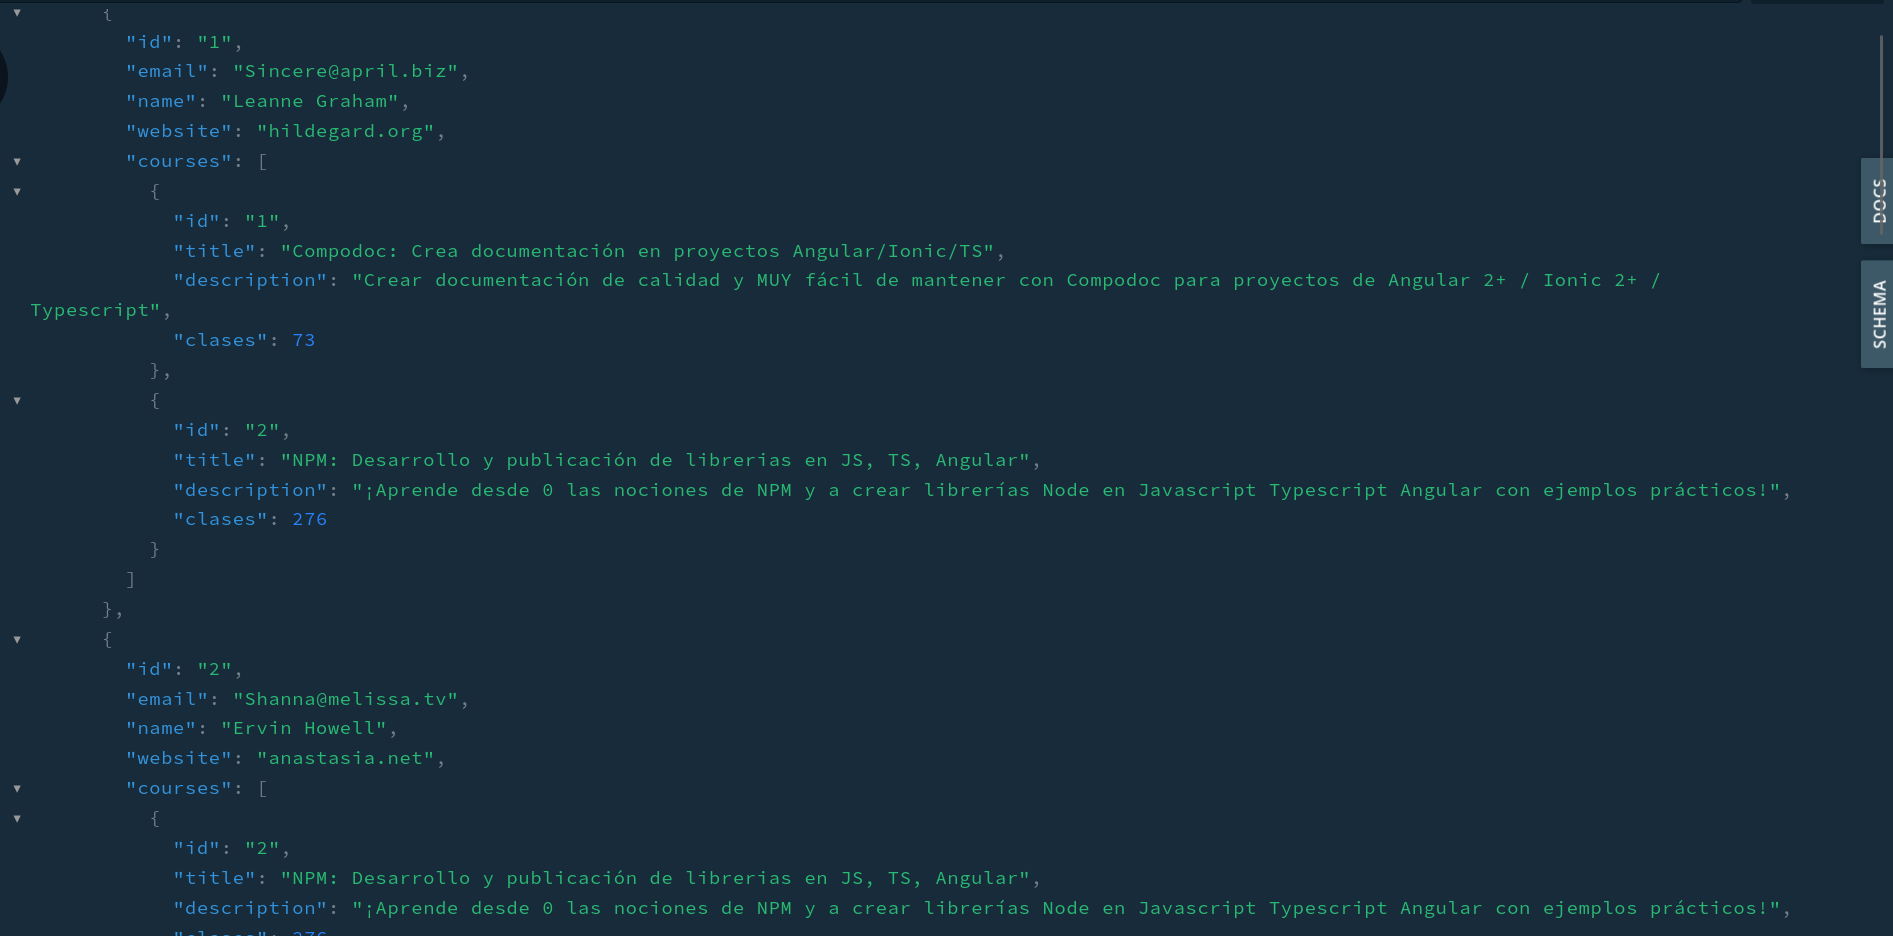 {
"id": "1",
"email": "Sincere@april.biz",
"name": "Leanne Graham",
"website": "hildegard.org",
"courses": [
{
"id": "1",
"title": "Compodoc: Crea documentación en proyectos Angular/Ionic/TS",
"description": "Crear documentación de calidad y MUY fácil de mantener con Compodoc para proyectos de Angular 2+ / Ionic 2+ /
Typescript",
"clases": 73
},
{
"id": "2",
"title": "NPM: Desarrollo y publicación de librerias en JS, TS, Angular",
"description": "¡Aprende desde 0 las nociones de NPM y a crear librerías Node en Javascript Typescript Angular con ejemplos prácticos!",
"clases": 276
}
]
},
{
"id": "2",
"email": "Shanna@melissa.tv",
"name": "Ervin Howell",
"website": "anastasia.net",
"courses": [
{
"id": "2",
"title": "NPM: Desarrollo y publicación de librerias en JS, TS, Angular",
"description": "¡Aprende desde 0 las nociones de NPM y a crear librerías Node en Javascript Typescript Angular con ejemplos prácticos!",
"clases": 276
DOCS
SCHEMA